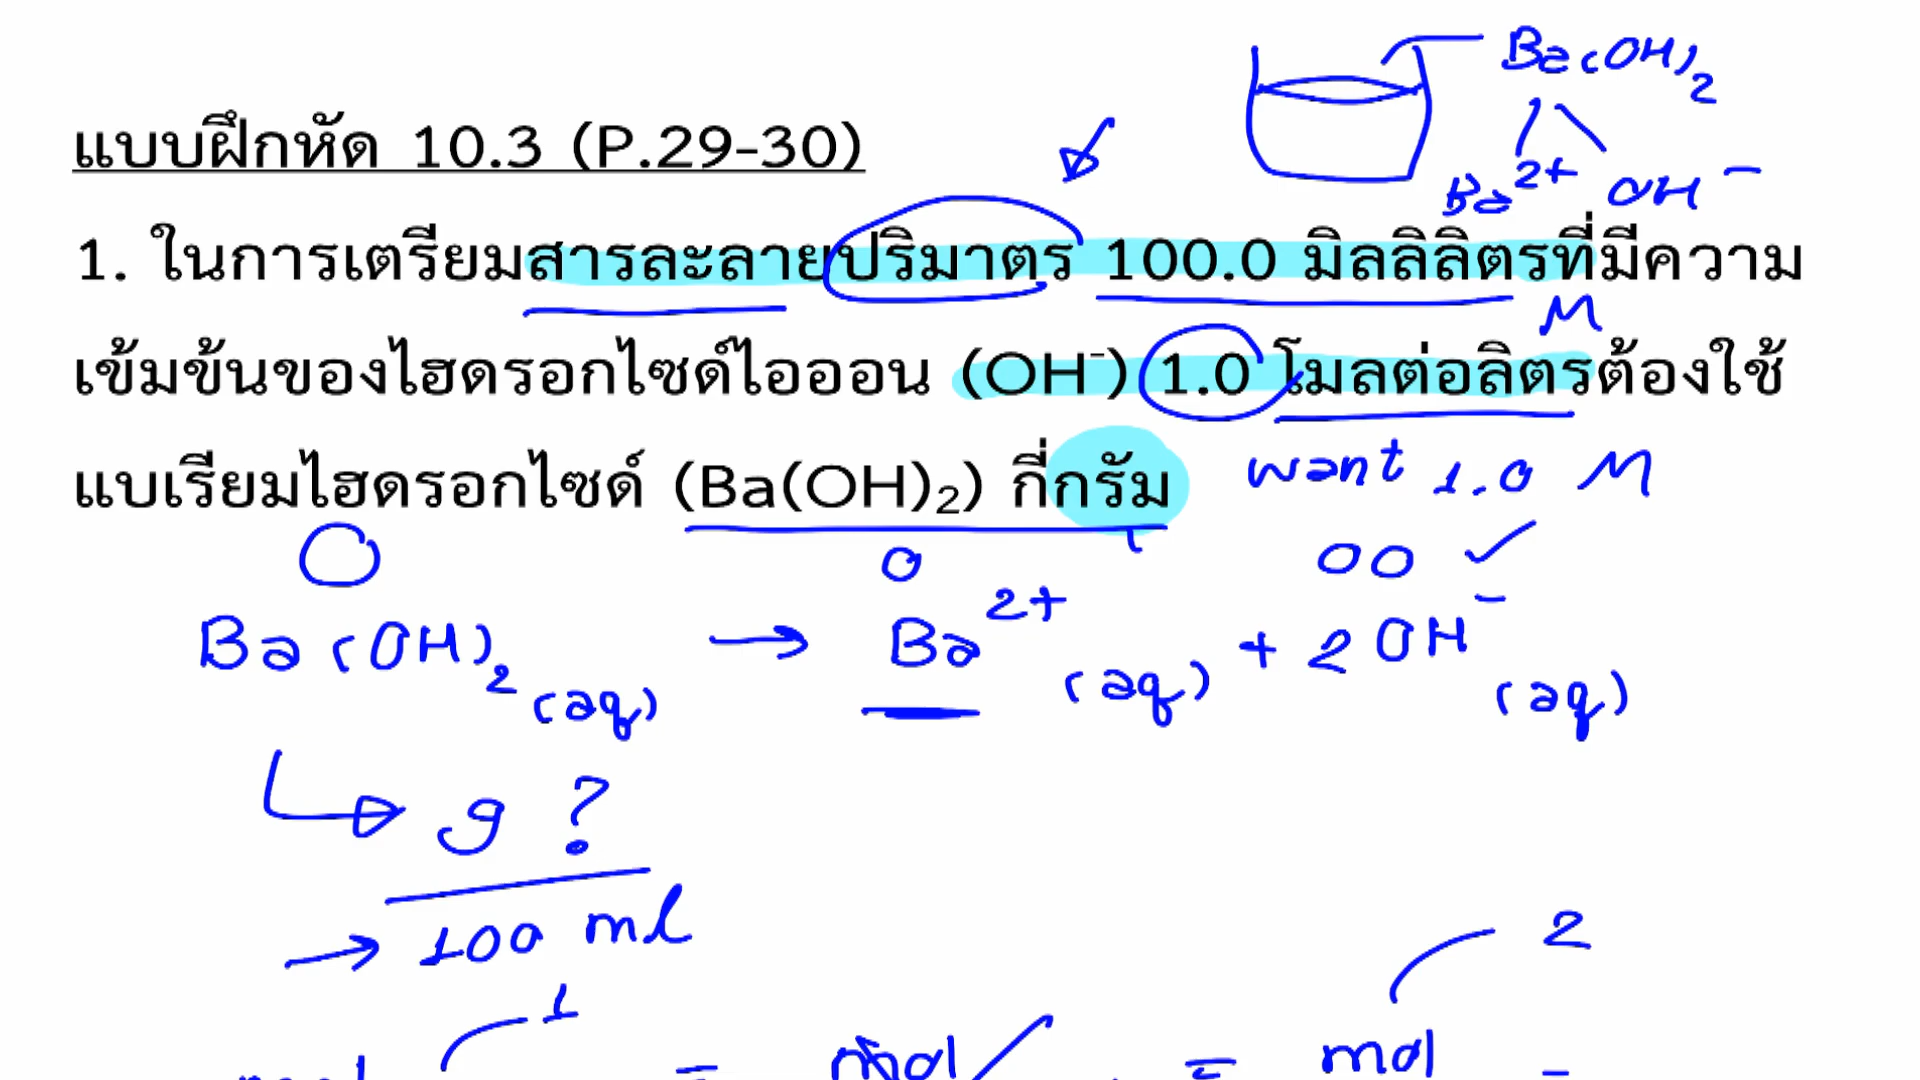 Ba(OH)2
Ba2+ OH-
แบบฝึกหัด 10.3 (P.29-30)
1. ในการเตรียมสารละลายปริมาตร 100.0 มิลลิลิตรที่มีความ
M
เข้มข้นของไฮดรอกไซด์ไอออน (OH-) 1.0 โมลต่อลิตรต้องใช้
แบเรียมไฮดรอกไซด์ (Ba(OH)2) กี่กรัม
want 1.0 M
Ba(OH)2 (aq) → Ba2+ (aq) + 2OH- (aq)
g ?
→ 100 ml
1
2
= mol = mol